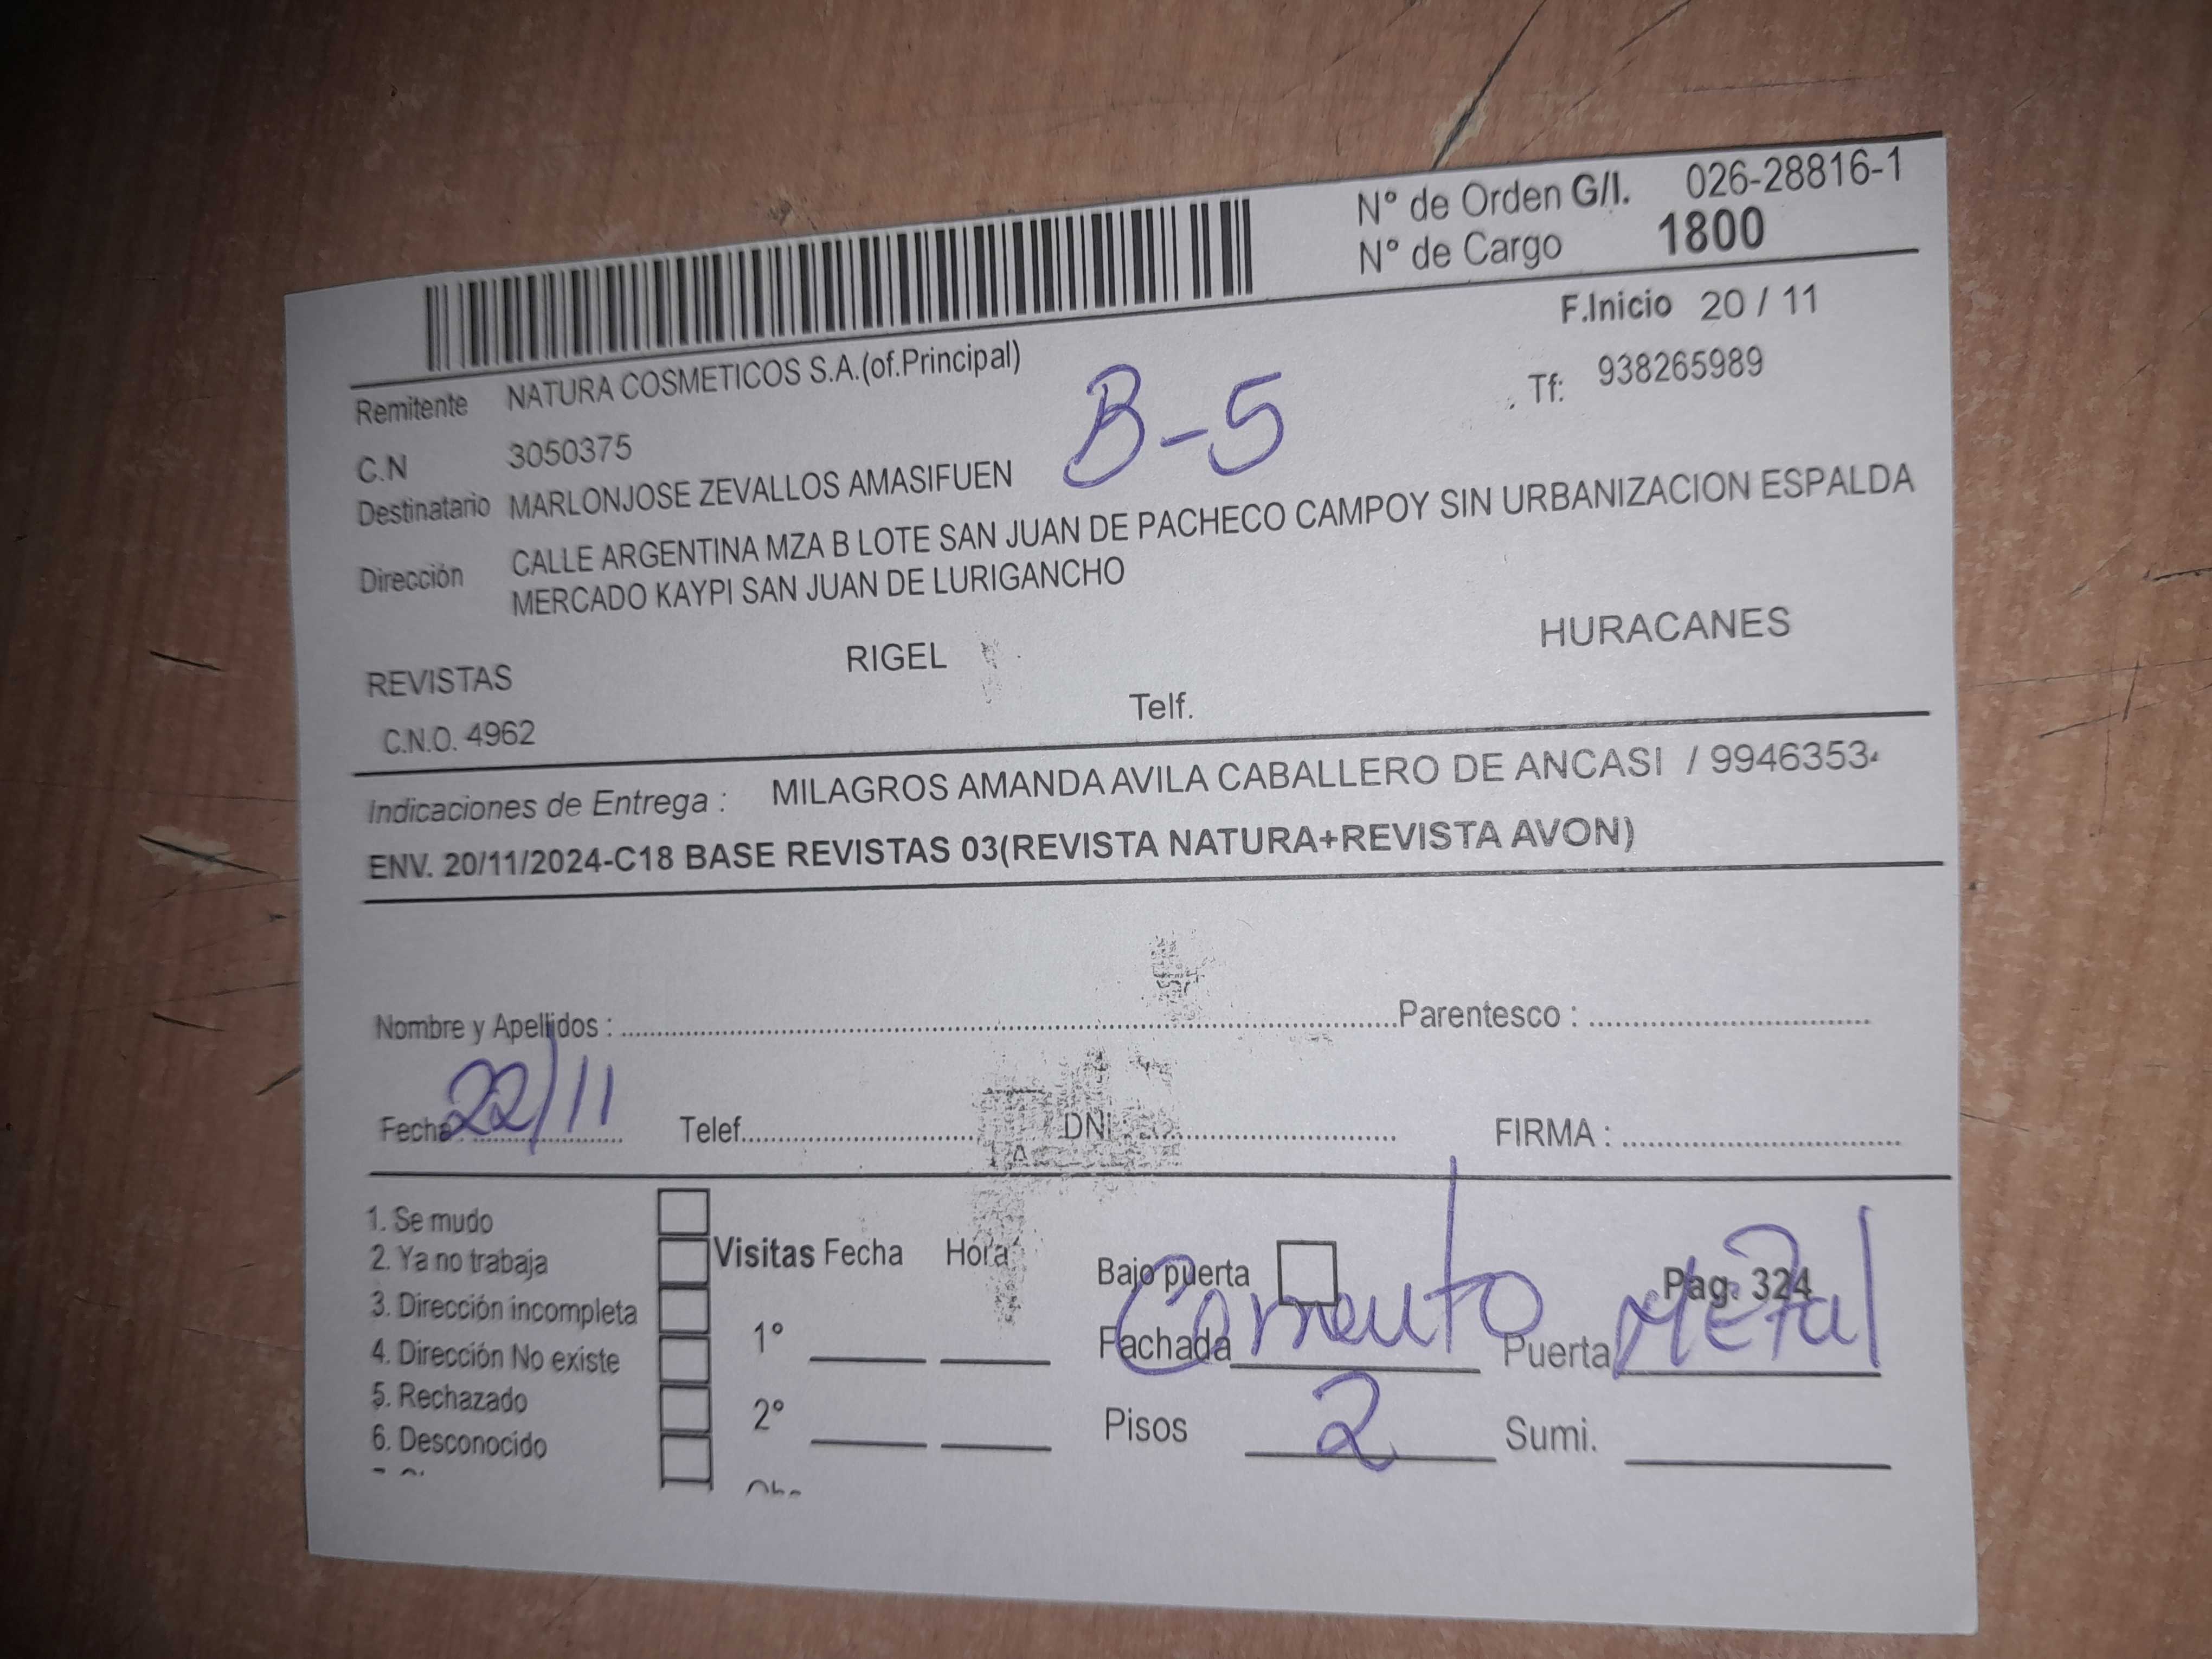 N° de Orden G/I. 026-28816-1
N° de Cargo 1800
F.Inicio 20 / 11
Remitente NATURA COSMETICOS S.A.(of.Principal)
Tf: 938265989
C.N 3050375
B-5
Destinatario MARLONJOSE ZEVALLOS AMASIFUEN
Dirección CALLE ARGENTINA MZA B LOTE SAN JUAN DE PACHECO CAMPOY SIN URBANIZACION ESPALDA
MERCADO KAYPI SAN JUAN DE LURIGANCHO
REVISTAS RIGEL HURACANES
C.N.O. 4962 Telf.
Indicaciones de Entrega : MILAGROS AMANDA AVILA CABALLERO DE ANCASI / 9946353
ENV. 20/11/2024-C18 BASE REVISTAS 03(REVISTA NATURA+REVISTA AVON)
Nombre y Apellidos : Parentesco :
Fecha: 22/11 Telef. DNI FIRMA :
1. Se mudo
2. Ya no trabaja Visitas Fecha Hora Bajo puerta Pag. 324
3. Dirección incompleta
4. Dirección No existe 1° Fachada Cemento Puerta Metal
5. Rechazado
6. Desconocido 2° Pisos 2 Sumi.